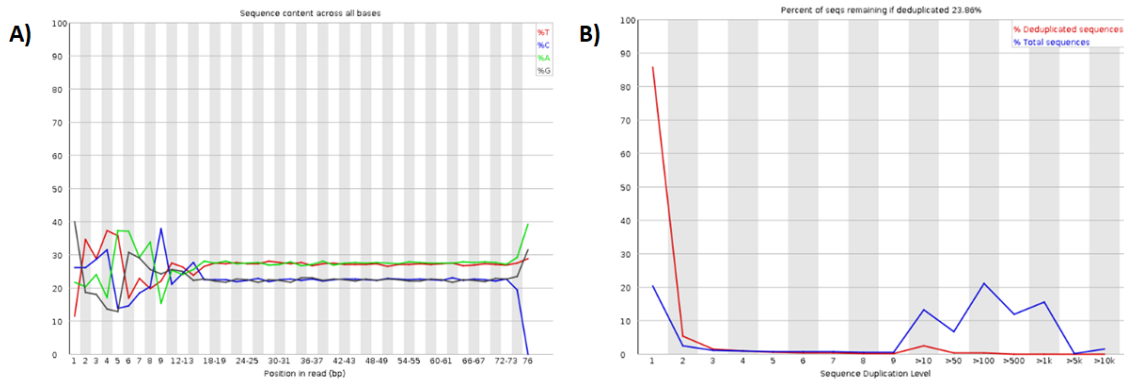 A)
Sequence content across all bases
100
90
80
70
60
50
40
30
20
10
0
%T
%C
%A
%G
1 2 3 4 5 6 7 8 9 12-13 18-19 24-25 30-31 36-37 42-43 48-49 54-55 60-61 66-67 72-73 76
Position in read (bp)
B)
Percent of seqs remaining if deduplicated 23.86%
100
90
80
70
60
50
40
30
20
10
0
% Deduplicated sequences
% Total sequences
1 2 3 4 5 6 7 8 9 >10 >50 >100 >500 >1k >5k >10k
Sequence Duplication Level